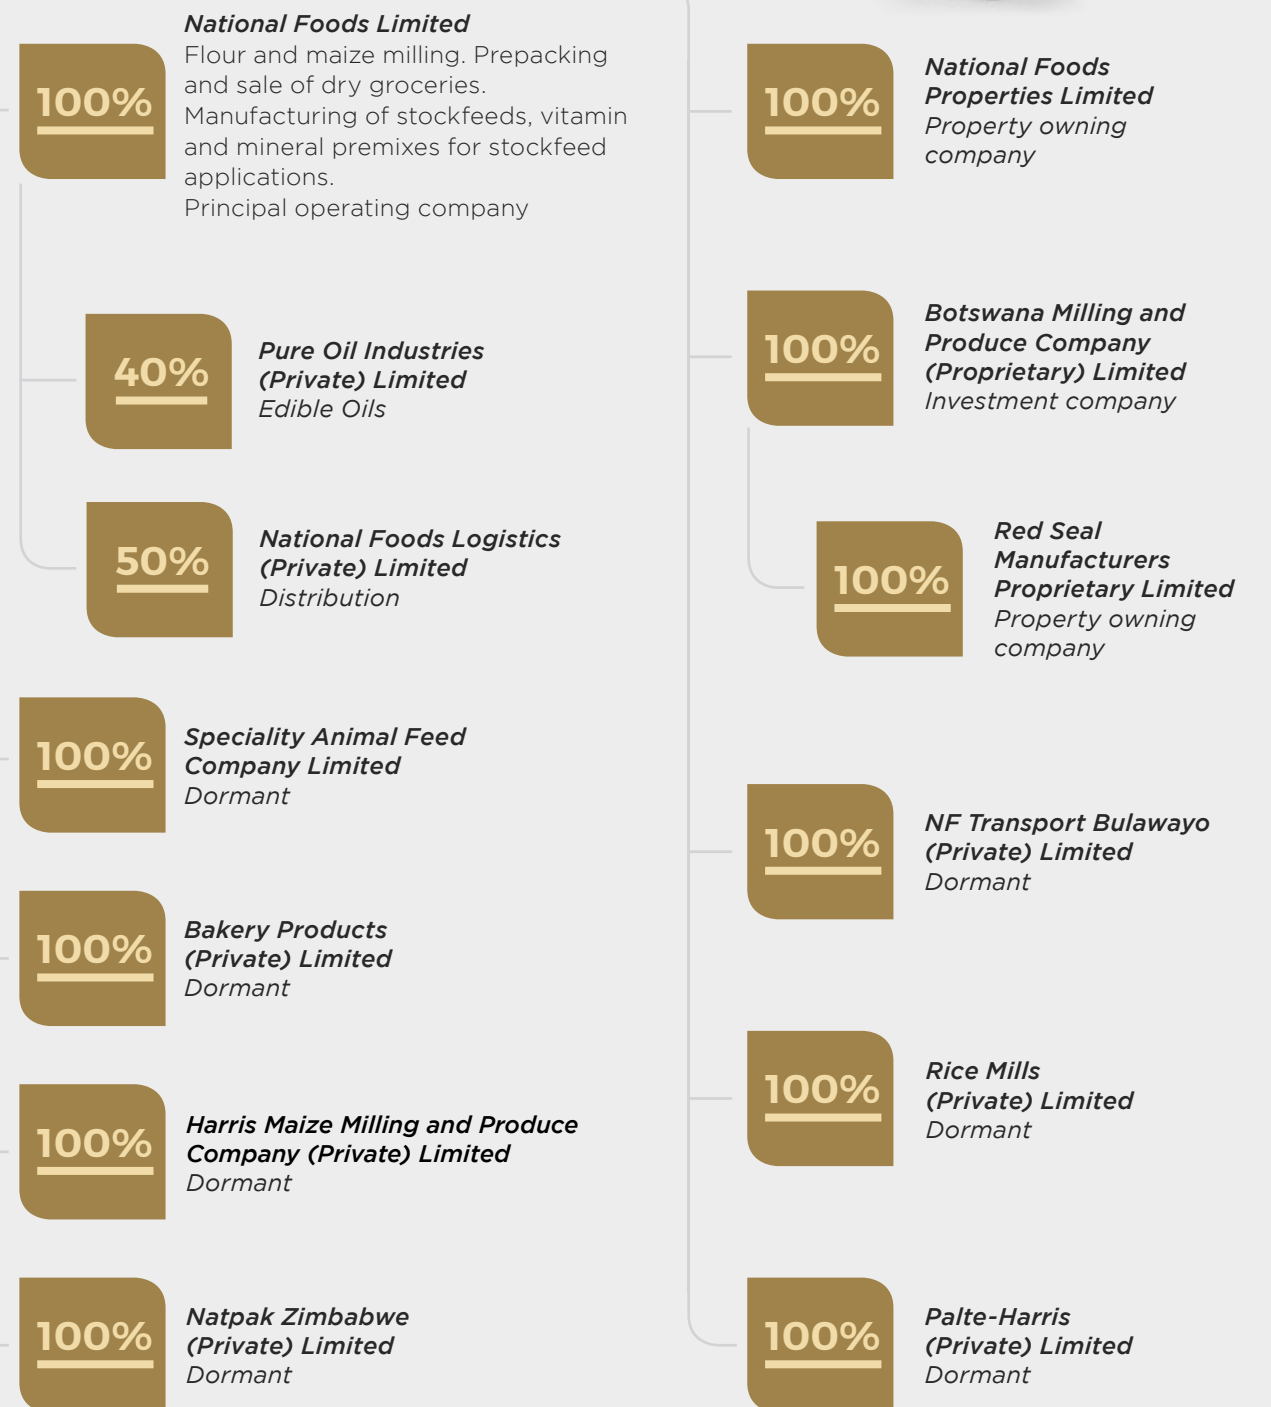 100%
National Foods Limited
Flour and maize milling. Prepacking
and sale of dry groceries.
Manufacturing of stockfeeds, vitamin
and mineral premixes for stockfeed
applications.
Principal operating company
40%
Pure Oil Industries
(Private) Limited
Edible Oils
50%
National Foods Logistics
(Private) Limited
Distribution
100%
Speciality Animal Feed
Company Limited
Dormant
100%
Bakery Products
(Private) Limited
Dormant
100%
Harris Maize Milling and Produce
Company (Private) Limited
Dormant
100%
Natpak Zimbabwe
(Private) Limited
Dormant
100%
National Foods
Properties Limited
Property owning
company
100%
Botswana Milling and
Produce Company
(Proprietary) Limited
Investment company
100%
Red Seal
Manufacturers
Proprietary Limited
Property owning
company
100%
NF Transport Bulawayo
(Private) Limited
Dormant
100%
Rice Mills
(Private) Limited
Dormant
100%
Palte-Harris
(Private) Limited
Dormant